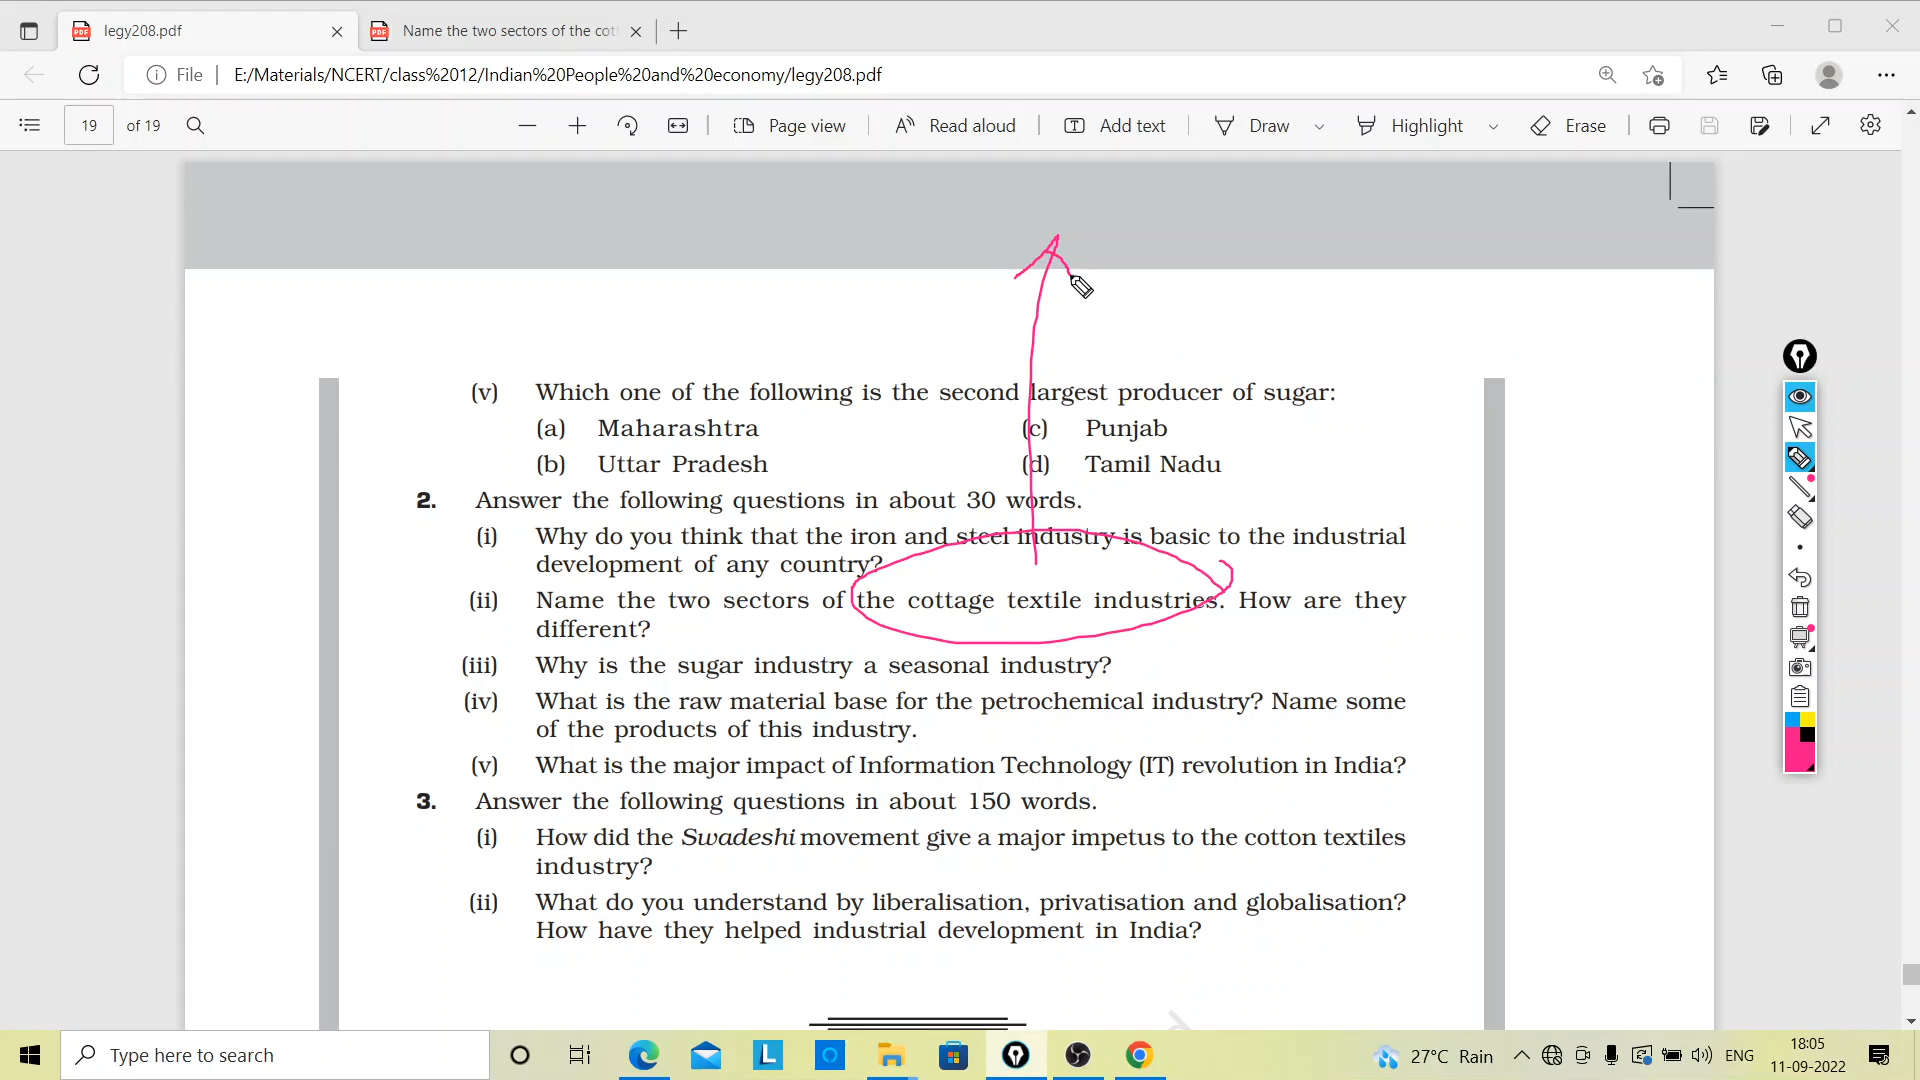 legy208.pdf
Name the two sectors of the cot
File
E:/Materials/NCERT/class%2012/Indian%20People%20and%20economy/legy208.pdf
19 of 19
Page view
Read aloud
Add text
Draw
Highlight
Erase
(v) Which one of the following is the second largest producer of sugar:
(a) Maharashtra (c) Punjab
(b) Uttar Pradesh (d) Tamil Nadu
2. Answer the following questions in about 30 words.
(i) Why do you think that the iron and steel industry is basic to the industrial
development of any country?
(ii) Name the two sectors of the cottage textile industries. How are they
different?
(iii) Why is the sugar industry a seasonal industry?
(iv) What is the raw material base for the petrochemical industry? Name some
of the products of this industry.
(v) What is the major impact of Information Technology (IT) revolution in India?
3. Answer the following questions in about 150 words.
(i) How did the Swadeshi movement give a major impetus to the cotton textiles
industry?
(ii) What do you understand by liberalisation, privatisation and globalisation?
How have they helped industrial development in India?
Type here to search
27°C Rain
ENG
18:05
11-09-2022